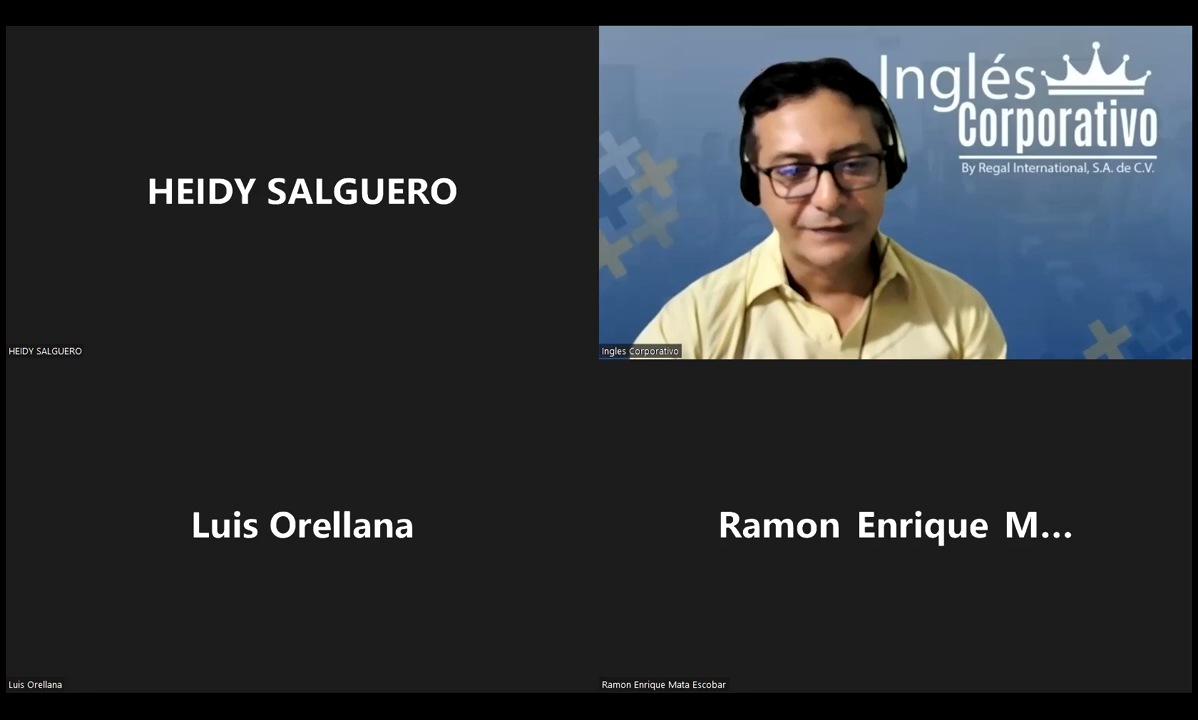 HEIDY SALGUERO
HEIDY SALGUERO
Inglés
Corporativo
By Regal International, S.A. de C.V.
Ingles Corporativo
Luis Orellana
Luis Orellana
Ramon Enrique M...
Ramon Enrique Mata Escobar